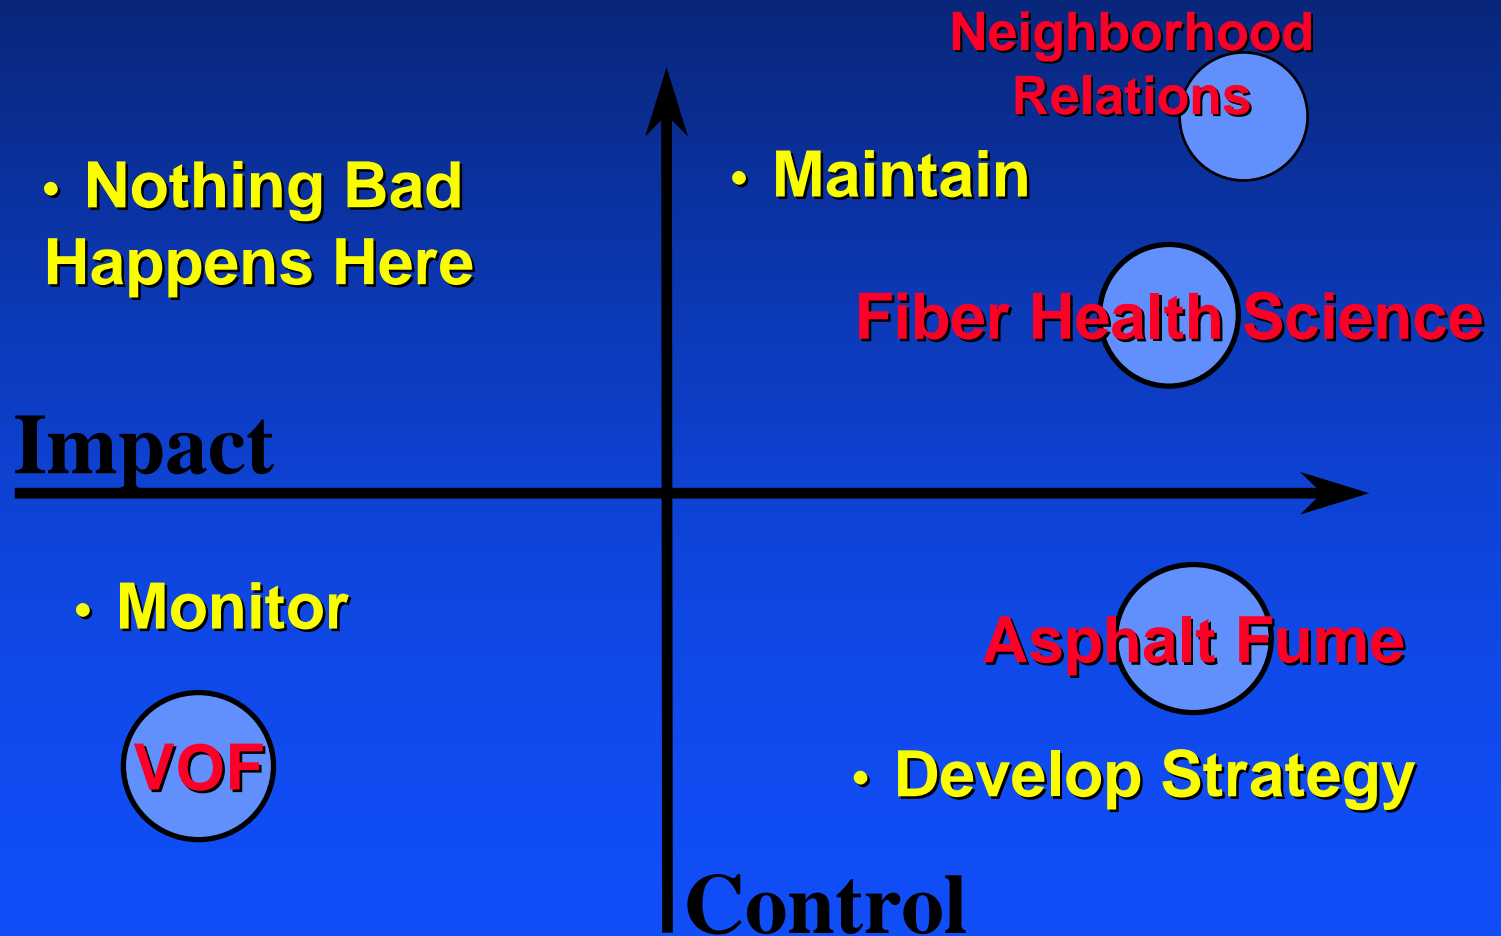 Neighborhood
Relations
• Nothing Bad
Happens Here
• Maintain
Fiber Health Science
Impact
• Monitor
Asphalt Fume
VOF
• Develop Strategy
Control